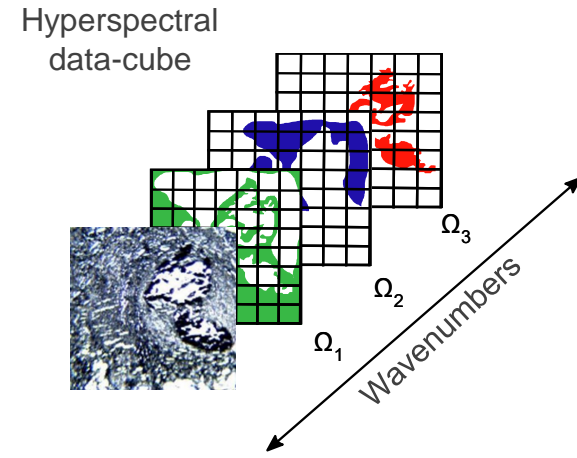 Hyperspectral
data-cube
Ω3
Ω2
Ω1
Wavenumbers